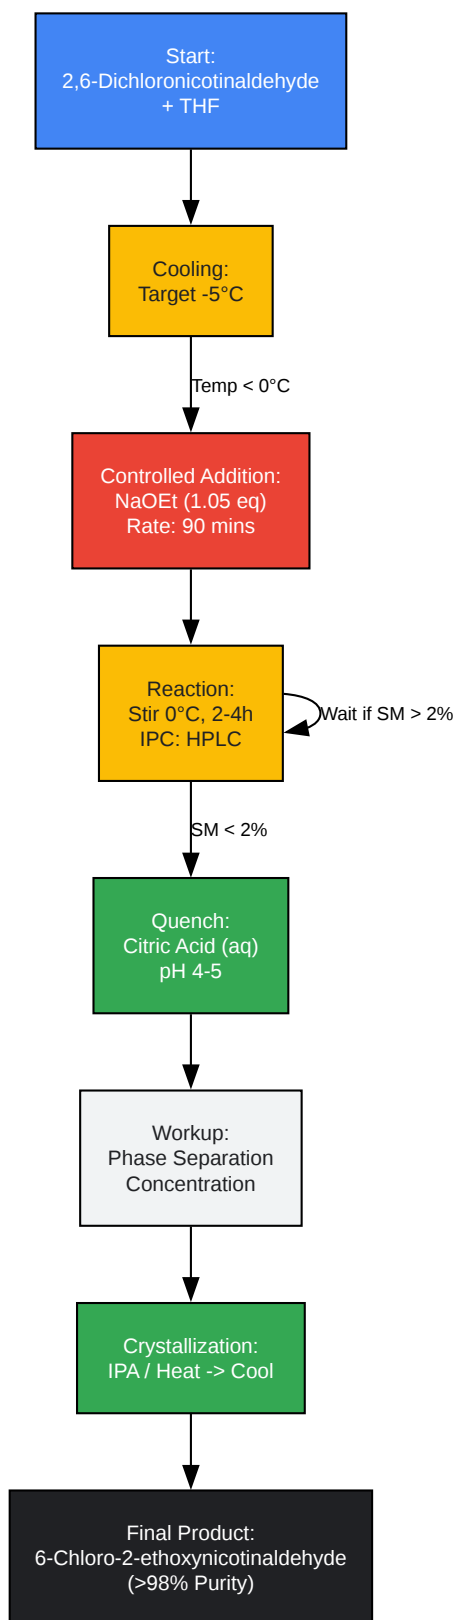 Start:
2,6-Dichloronicotinaldehyde
+ THF
Cooling:
Target -5°C
Temp < 0°C
Controlled Addition:
NaOEt (1.05 eq)
Rate: 90 mins
Reaction:
Stir 0°C, 2-4h
IPC: HPLC
Wait if SM > 2%
SM < 2%
Quench:
Citric Acid (aq)
pH 4-5
Workup:
Phase Separation
Concentration
Crystallization:
IPA / Heat -> Cool
Final Product:
6-Chloro-2-ethoxynicotinaldehyde
(>98% Purity)